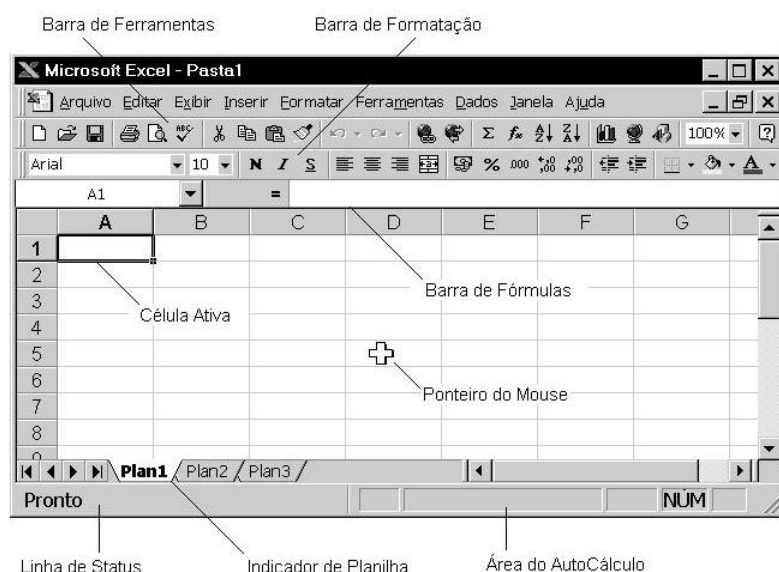 Barra de Ferramentas Barra de Formatação
Microsoft Excel - Pasta1
Arquivo Editar Exibir Inserir Formatar Ferramentas Dados Janela Ajuda
Σ fx 100%
Arial 10 N I S % 000
A1 =
A B C D E F G
1
2
3 Barra de Fórmulas
Célula Ativa
4
5
6
Ponteiro do Mouse
7
8
9
Plan1 Plan2 Plan3
Pronto NÚM
Linha de Status Indicador de Planilha Área do AutoCálculo